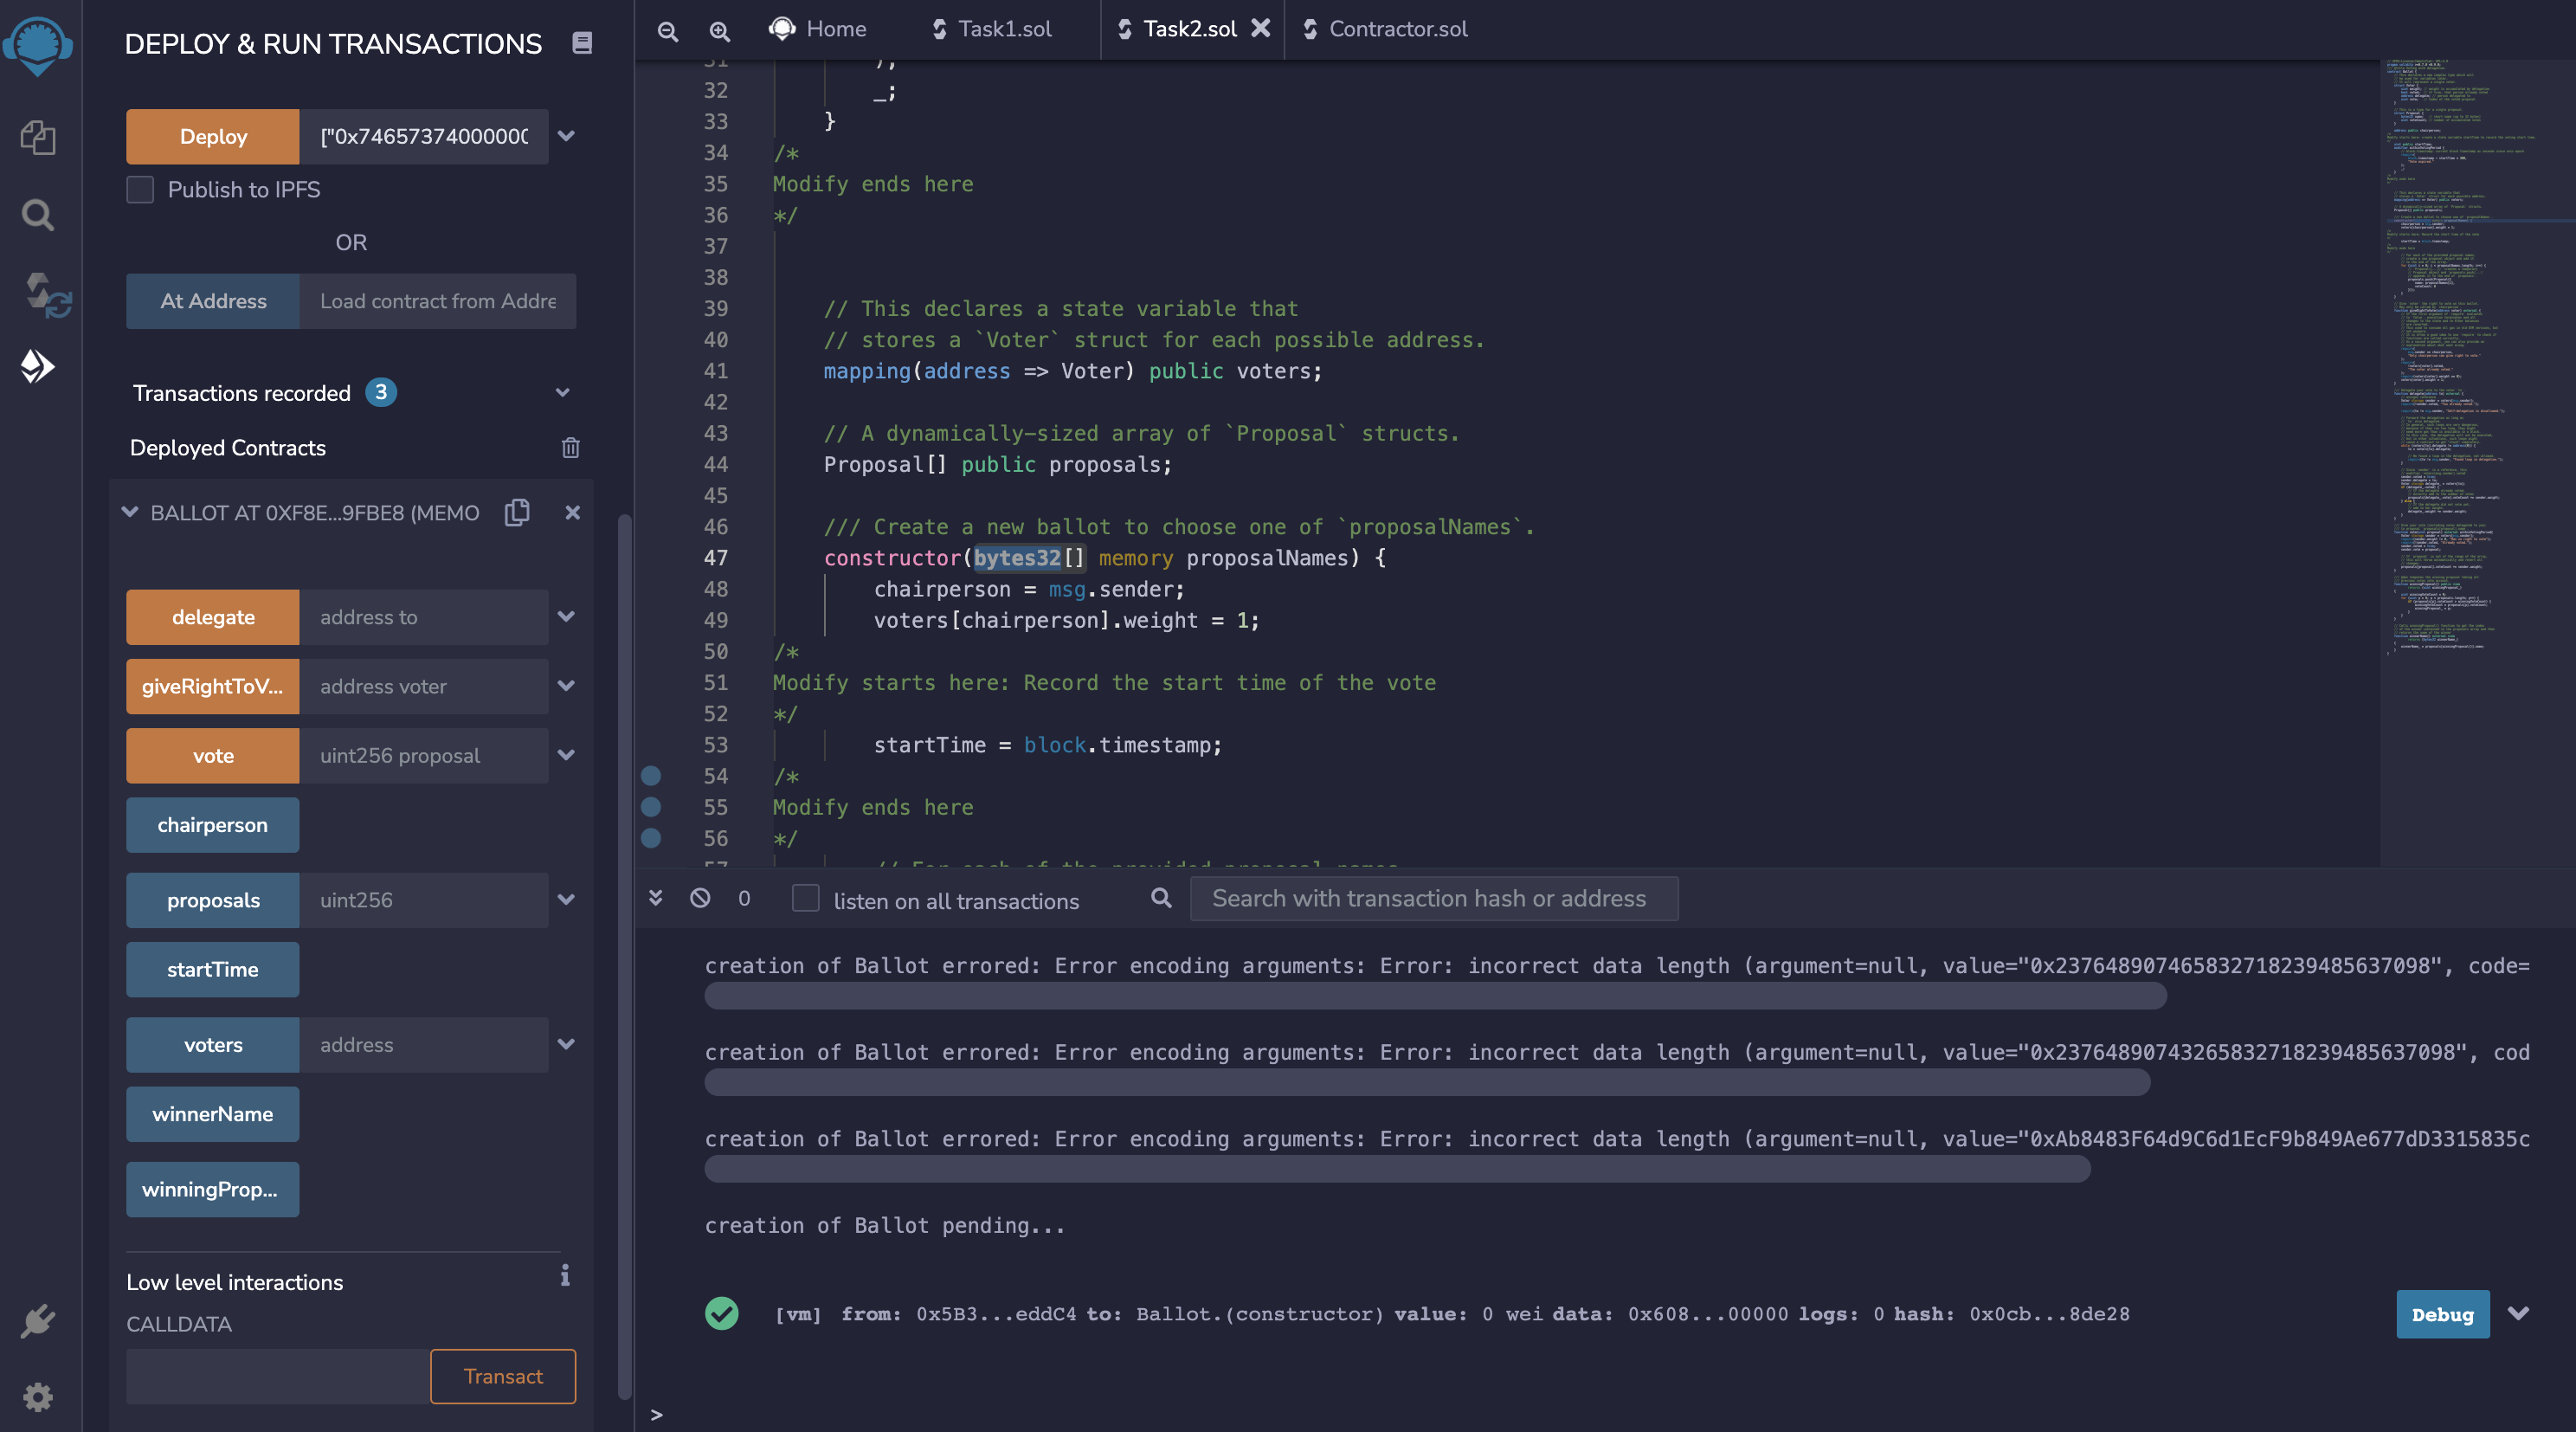 DEPLOY & RUN TRANSACTIONS
Deploy
["0x74657374000000
Publish to IPFS
OR
At Address
Load contract from Addre
Transactions recorded 3
Deployed Contracts
BALLOT AT 0XF8E...9FBE8 (MEMO
delegate
address to
giveRightToV...
address voter
vote
uint256 proposal
chairperson
proposals
uint256
startTime
voters
address
winnerName
winningProp...
Low level interactions
i
CALLDATA
Transact
Home
Task1.sol
Task2.sol
Contractor.sol
31 );
32 _;
33 }
34 /*
35 Modify ends here
36 */
37
38
39 // This declares a state variable that
40 // stores a `Voter` struct for each possible address.
41 mapping(address => Voter) public voters;
42
43 // A dynamically-sized array of `Proposal` structs.
44 Proposal[] public proposals;
45
46 /// Create a new ballot to choose one of `proposalNames`.
47 constructor(bytes32[] memory proposalNames) {
48 chairperson = msg.sender;
49 voters[chairperson].weight = 1;
50 /*
51 Modify starts here: Record the start time of the vote
52 */
53 startTime = block.timestamp;
54 /*
55 Modify ends here
56 */
57 // For each of the provided proposal names
0
listen on all transactions
Search with transaction hash or address
creation of Ballot errored: Error encoding arguments: Error: incorrect data length (argument=null, value="0x237648907465832718239485637098", code=
creation of Ballot errored: Error encoding arguments: Error: incorrect data length (argument=null, value="0x23764890743265832718239485637098", cod
creation of Ballot errored: Error encoding arguments: Error: incorrect data length (argument=null, value="0xAb8483F64d9C6d1EcF9b849Ae677dD3315835c
creation of Ballot pending...
[vm] from: 0x5B3...eddC4 to: Ballot.(constructor) value: 0 wei data: 0x608...00000 logs: 0 hash: 0x0cb...8de28
Debug
>